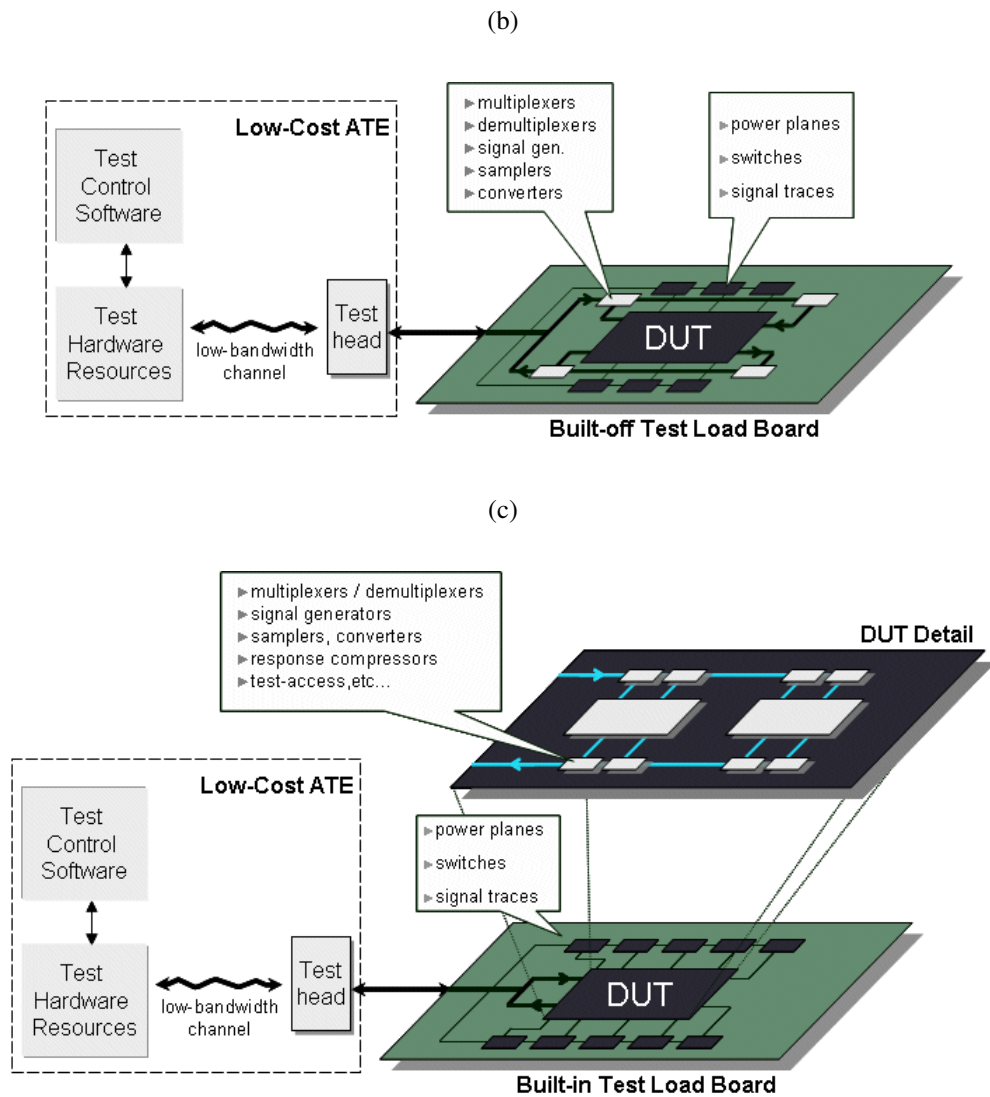 (b)
Low-Cost ATE
Test
Control
Software
Test
Hardware
Resources
low-bandwidth
channel
Test
head
▶multiplexers
▶demultiplexers
▶signal gen.
▶samplers
▶converters
▶power planes
▶switches
▶signal traces
DUT
Built-off Test Load Board
(c)
▶multiplexers / demultiplexers
▶signal generators
▶samplers, converters
▶response compressors
▶test-access,etc...
DUT Detail
Low-Cost ATE
Test
Control
Software
Test
Hardware
Resources
low-bandwidth
channel
Test
head
▶power planes
▶switches
▶signal traces
DUT
Built-in Test Load Board